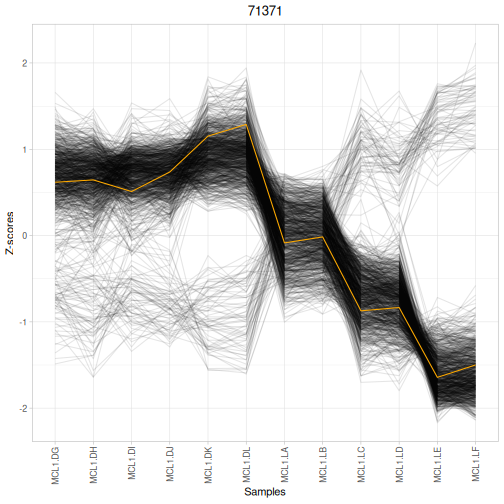 71371
2
1
0
-1
-2
Z-scores
MCL1.DG
MCL1.DH
MCL1.DI
MCL1.DJ
MCL1.DK
MCL1.DL
MCL1.LA
MCL1.LB
MCL1.LC
MCL1.LD
MCL1.LE
MCL1.LF
Samples